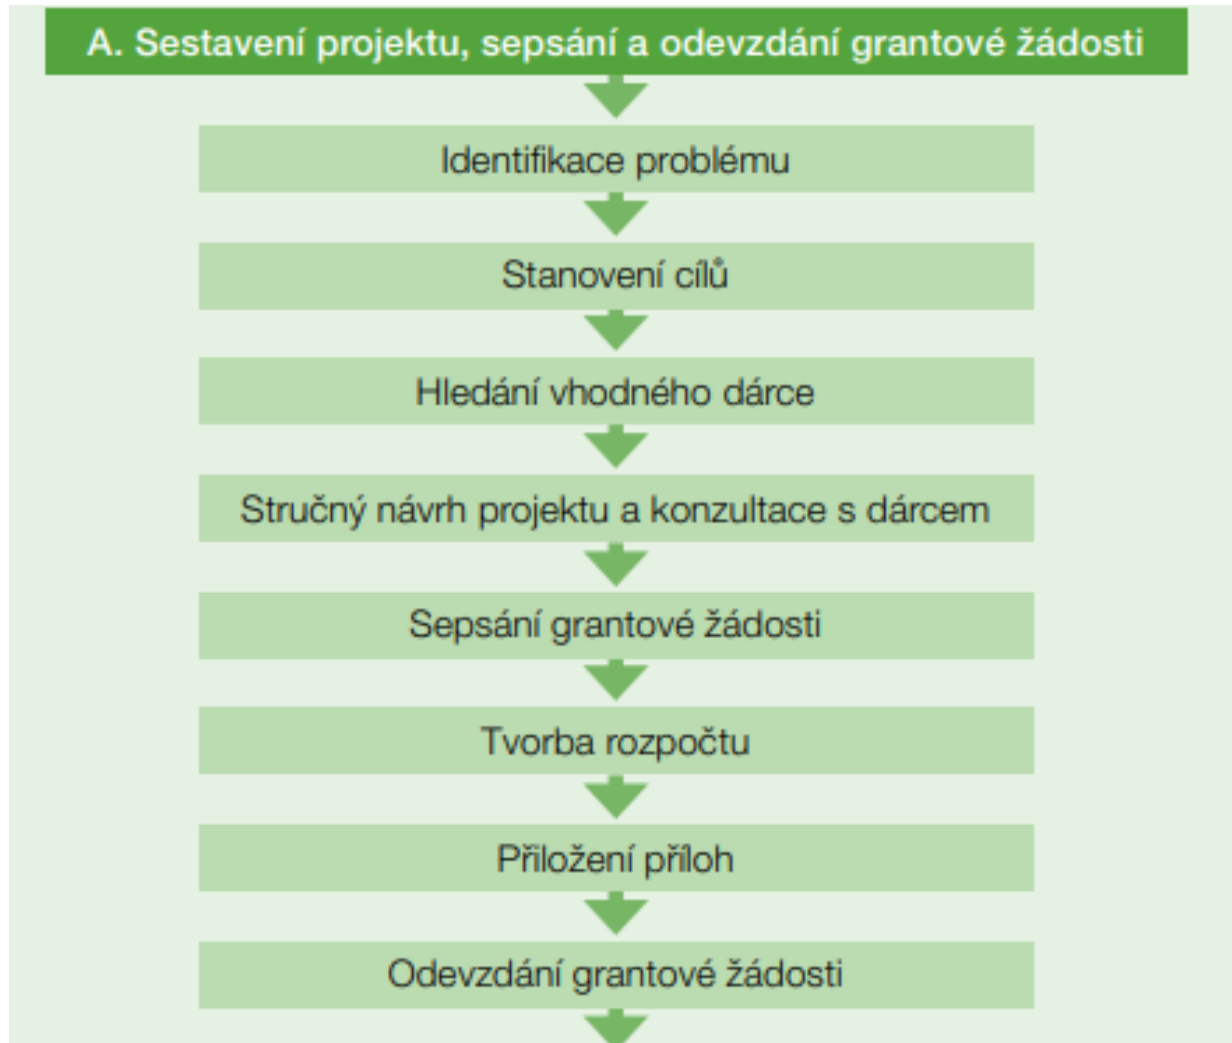 A. Sestavení projektu, sepsání a odevzdání grantové žádosti
Identifikace problému
Stanovení cílů
Hledání vhodného dárce
Stručný návrh projektu a konzultace s dárcem
Sepsání grantové žádosti
Tvorba rozpočtu
Přiložení příloh
Odevzdání grantové žádosti